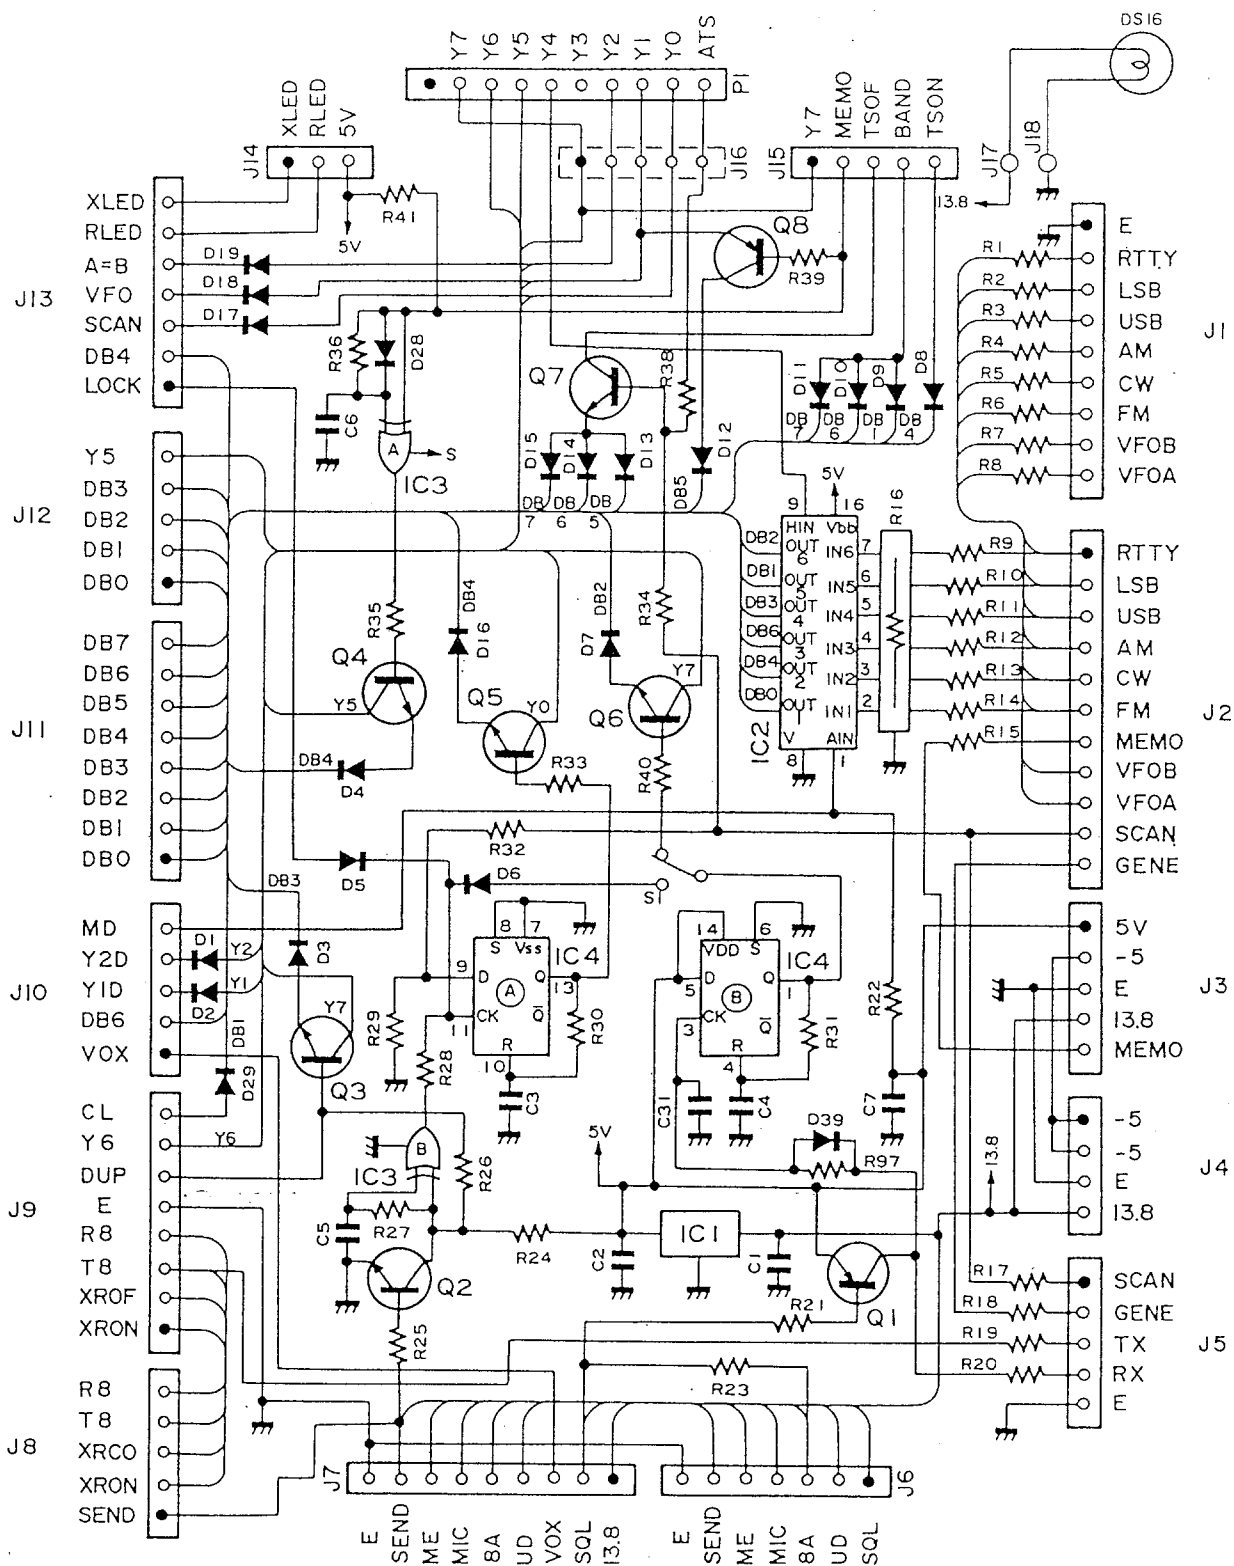 DS16
Y7
Y6
Y5
Y4
Y3
Y2
Y1
Y0
ATS
P1
XLED
RLED
5V
J14
J16
Y7
MEMO
TSOF
BAND
TSON
J15
J17
J18
13.8
R41
5V
Q8
R39
XLED
RLED
A=B
VFO
SCAN
DB4
LOCK
J13
D19
D18
D17
R36
D28
C6
A
S
IC3
Q7
R38
D15
D14
D13
D12
DB 7
DB 6
DB 5
DB5
D11
D10
D9
D8
DB 7
DB 6
DB 1
DB 4
E
RTTY
LSB
USB
AM
CW
FM
VFOB
VFOA
J1
R1
R2
R3
R4
R5
R6
R7
R8
Y5
DB3
DB2
DB1
DB0
J12
DB7
DB6
DB5
DB4
DB3
DB2
DB1
DB0
J11
R35
Q4
Y5
DB4
D4
DB4
D16
Q5
Y0
R33
DB2
D7
Q6
Y7
R34
R40
9
5V
16
HIN
Vbb
DB2
OUT 6
IN6
7
DB1
OUT 5
IN5
6
DB3
OUT 4
IN4
5
DB6
OUT 3
IN3
4
DB4
OUT 2
IN2
3
DB0
OUT 1
IN1
2
V
AIN
8
1
IC2
R16
R9
R10
R11
R12
R13
R14
R15
RTTY
LSB
USB
AM
CW
FM
MEMO
VFOB
VFOA
SCAN
GENE
J2
R32
D5
D6
S1
DB3
D3
MD
Y2D
Y1D
DB6
VOX
J10
D1
Y2
D2
Y1
DB1
D29
Y7
Q3
8
7
S
Vss
IC4
9
D
Q
13
A
11
CK
Q1
R
10
R29
R28
R30
C3
14
6
VDD
S
IC4
5
D
Q
1
B
3
CK
Q1
R
4
R31
C31
C4
R22
C7
D39
R97
5V
-5
E
13.8
MEMO
J3
-5
-5
E
13.8
J4
13.8
CL
Y6
DUP
E
R8
T8
XROF
XRON
J9
Y6
B
IC3
R26
R27
C5
Q2
R25
R24
5V
C2
IC1
C1
R21
Q1
R23
R17
R18
R19
R20
SCAN
GENE
TX
RX
E
J5
R8
T8
XRCO
XRON
SEND
J8
J7
E
SEND
ME
MIC
8A
UD
VOX
SQL
13.8
J6
E
SEND
ME
MIC
8A
UD
SQL